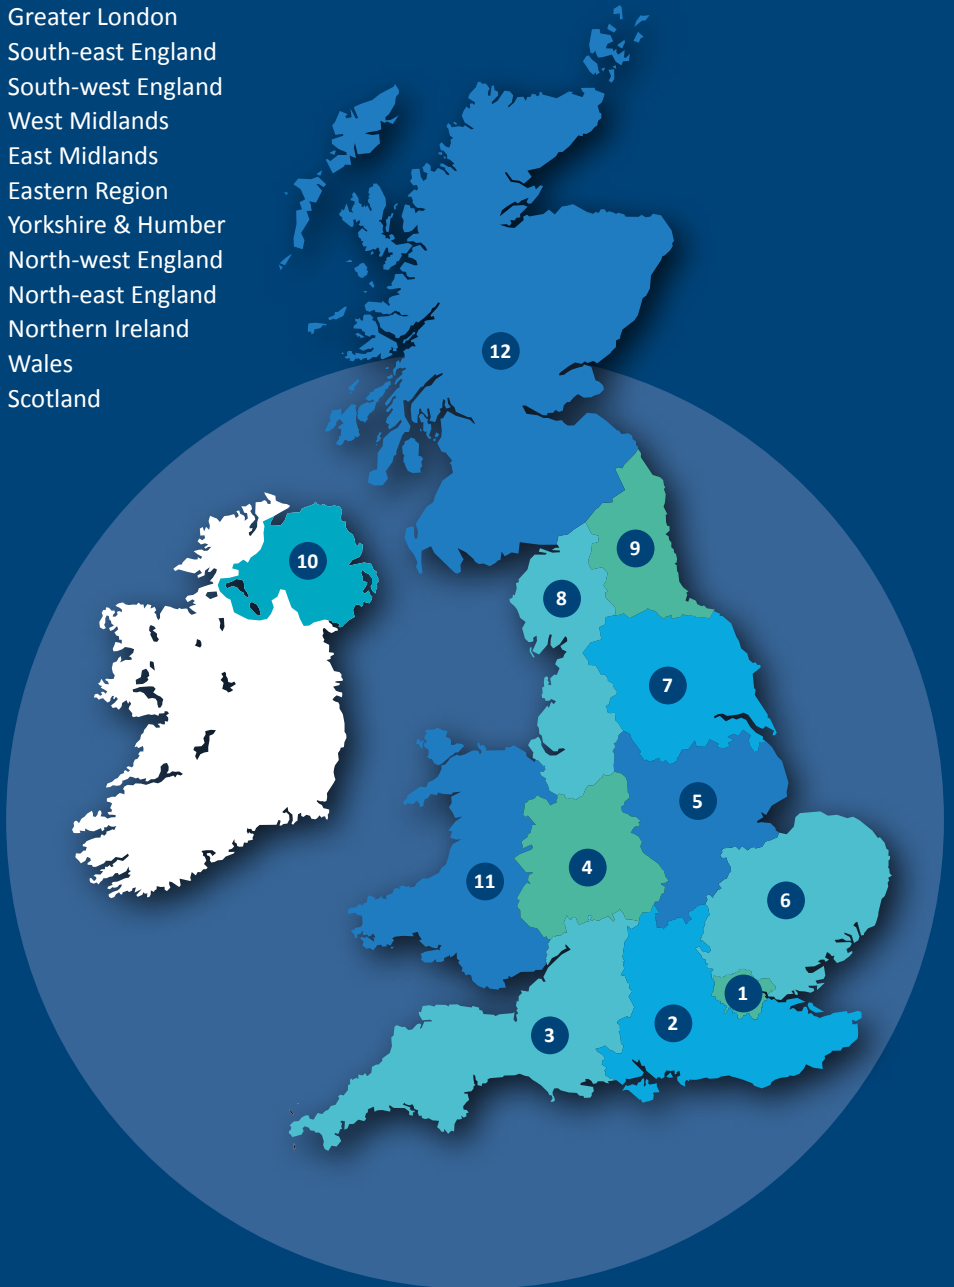 Greater London
South-east England
South-west England
West Midlands
East Midlands
Eastern Region
Yorkshire & Humber
North-west England
North-east England
Northern Ireland
Wales
Scotland
12
9
10
8
7
5
4
11
6
1
2
3